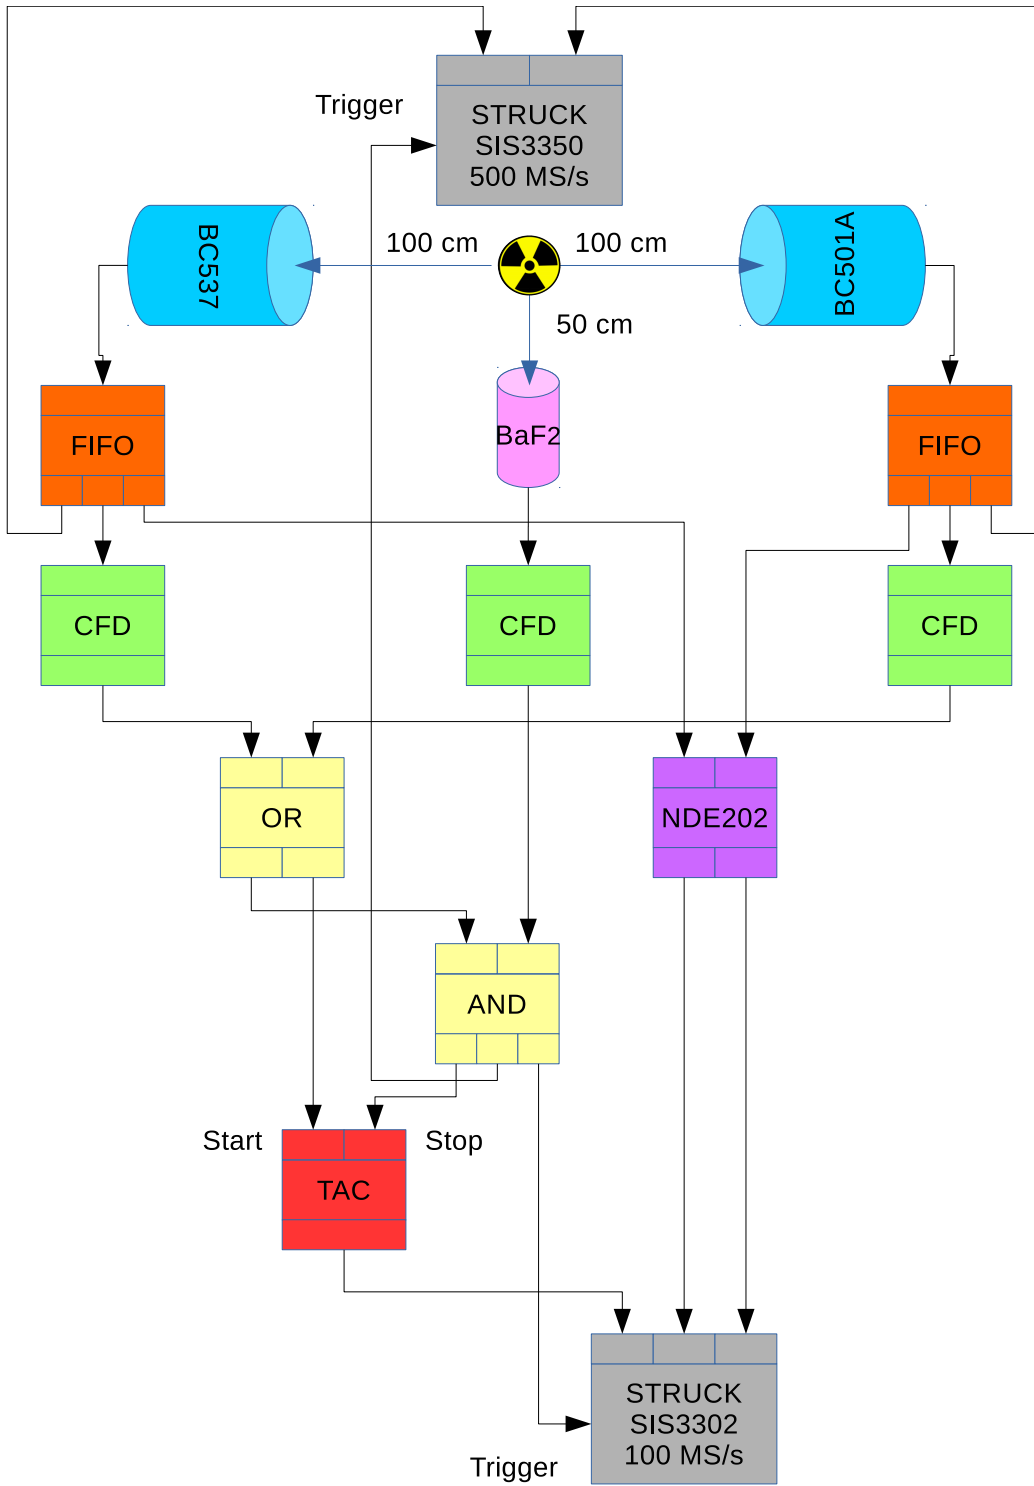 Trigger
STRUCK
SIS3350
500 MS/s
BC537
100 cm
100 cm
BC501A
50 cm
FIFO
BaF2
FIFO
CFD
CFD
CFD
OR
NDE202
AND
Start
Stop
TAC
STRUCK
SIS3302
100 MS/s
Trigger